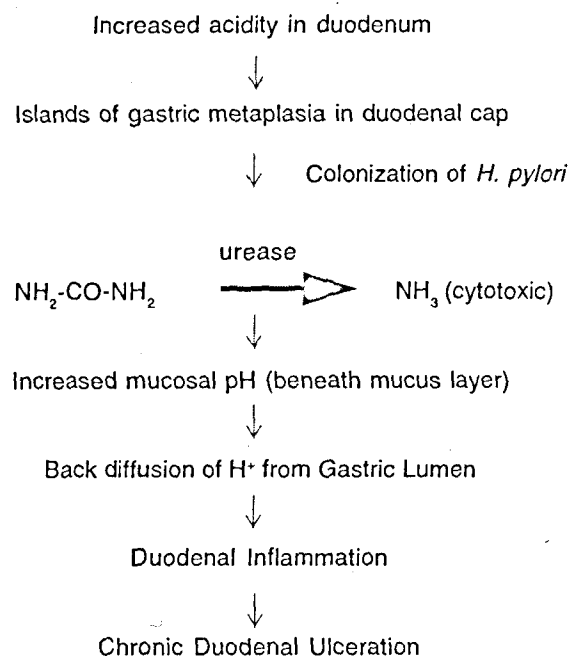 Increased acidity in duodenum
Islands of gastric metaplasia in duodenal cap
Colonization of H. pylori
urease
NH₂-CO-NH₂ NH₃ (cytotoxic)
Increased mucosal pH (beneath mucus layer)
Back diffusion of H⁺ from Gastric Lumen
Duodenal Inflammation
Chronic Duodenal Ulceration